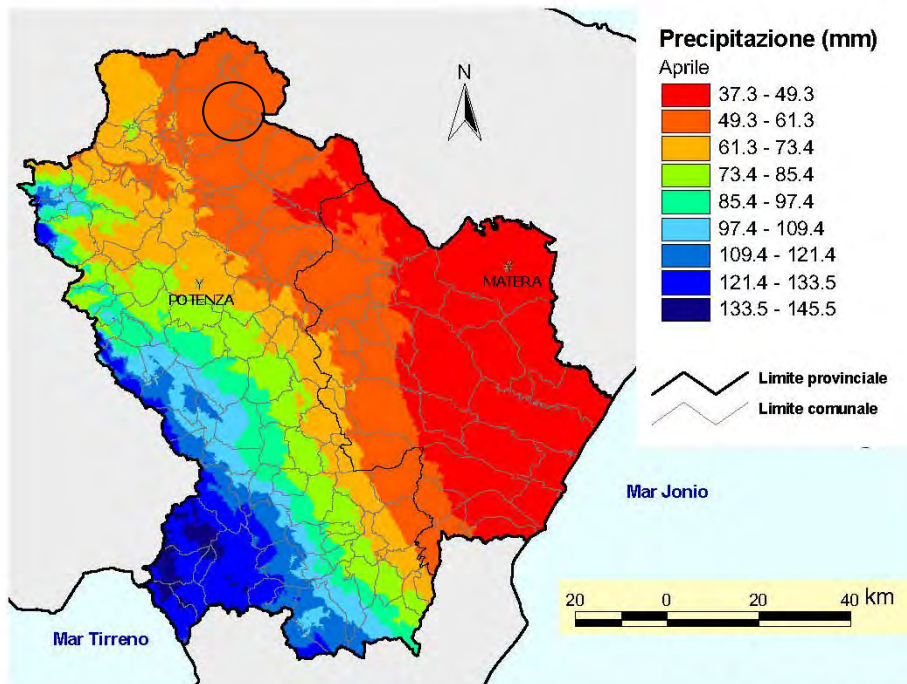 Precipitazione (mm)
Aprile
37.3 - 49.3
49.3 - 61.3
61.3 - 73.4
73.4 - 85.4
85.4 - 97.4
97.4 - 109.4
109.4 - 121.4
121.4 - 133.5
133.5 - 145.5
N
MATERA
POTENZA
Limite provinciale
Limite comunale
Mar Jonio
Mar Tirreno
20 0 20 40 km